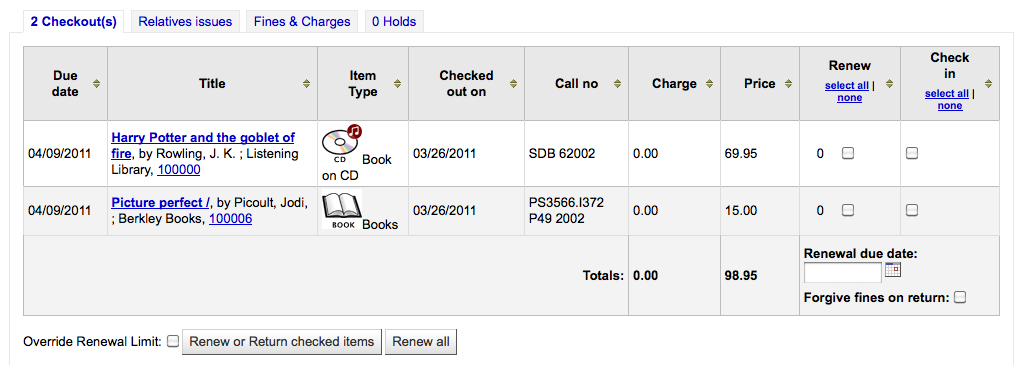 2 Checkout(s) Relatives issues Fines & Charges 0 Holds
Due date Title Item Type Checked out on Call no Charge Price Renew select all | none Check in select all | none
04/09/2011 Harry Potter and the goblet of fire, by Rowling, J. K. ; Listening Library, 100000 CD Book on CD 03/26/2011 SDB 62002 0.00 69.95 0
04/09/2011 Picture perfect /, by Picoult, Jodi, ; Berkley Books, 100006 BOOK Books 03/26/2011 PS3566.I372 P49 2002 0.00 15.00 0
Totals: 0.00 98.95 Renewal due date:
Forgive fines on return:
Override Renewal Limit: Renew or Return checked items Renew all